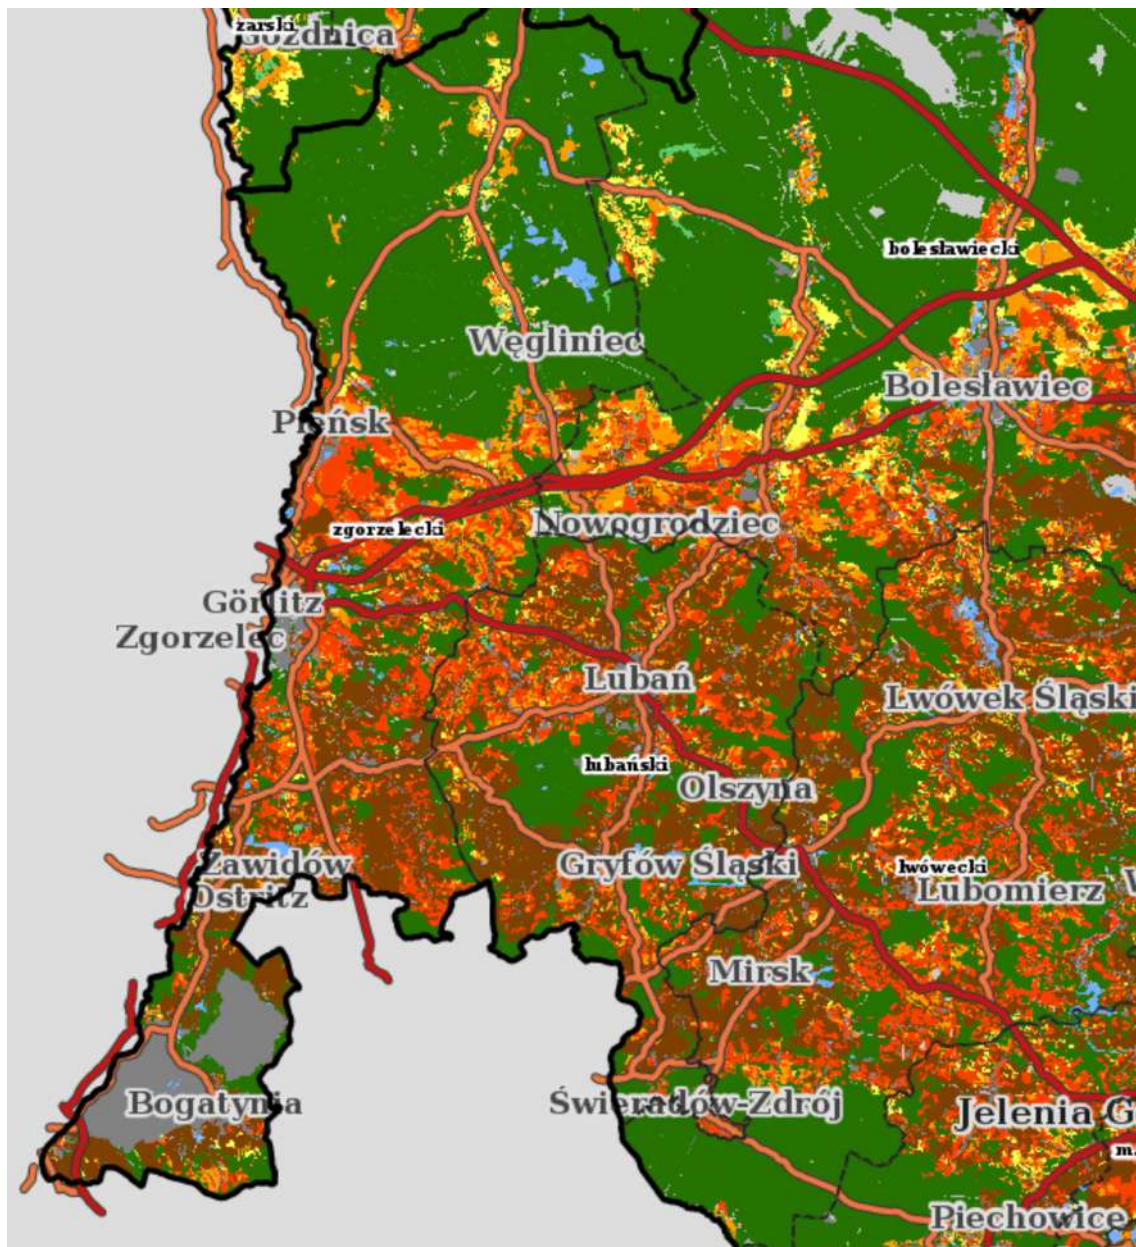 żarski
Gozdnica
bolesławiecki
Węgliniec
Bolesławiec
Pieńsk
zgorzelecki
Nowogrodziec
Görlitz
Zgorzelec
Lubań
Lwówek Śląski
lubański
Olszyna
Zawidów
Gryfów Śląski
lwówecki
Ostritz
Lubomierz
Mirsk
Bogatynia
Świeradów-Zdrój
Jelenia G
m.
Piechowice